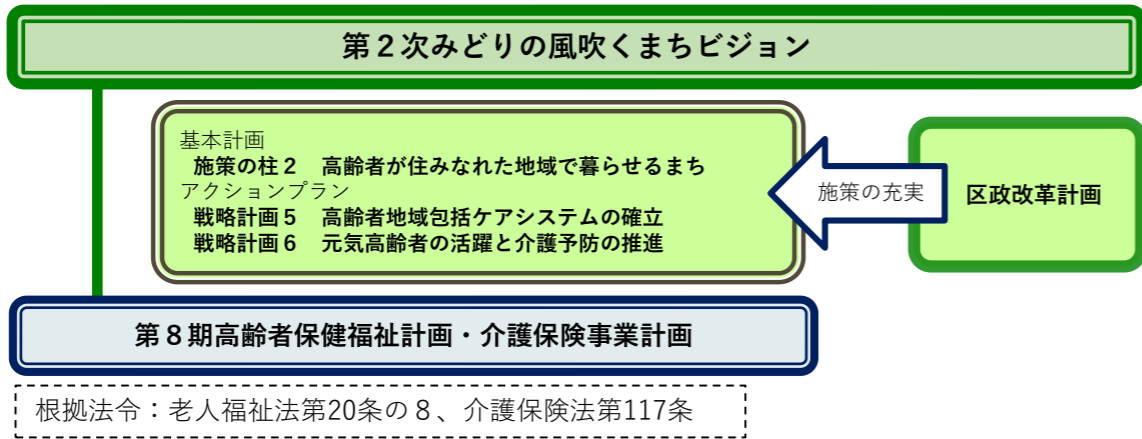 第２次みどりの風吹くまちビジョン
基本計画
施策の柱２　高齢者が住みなれた地域で暮らせるまち
アクションプラン
戦略計画５　高齢者地域包括ケアシステムの確立
戦略計画６　元気高齢者の活躍と介護予防の推進
施策の充実
区政改革計画
第８期高齢者保健福祉計画・介護保険事業計画
根拠法令：老人福祉法第20条の８、介護保険法第117条